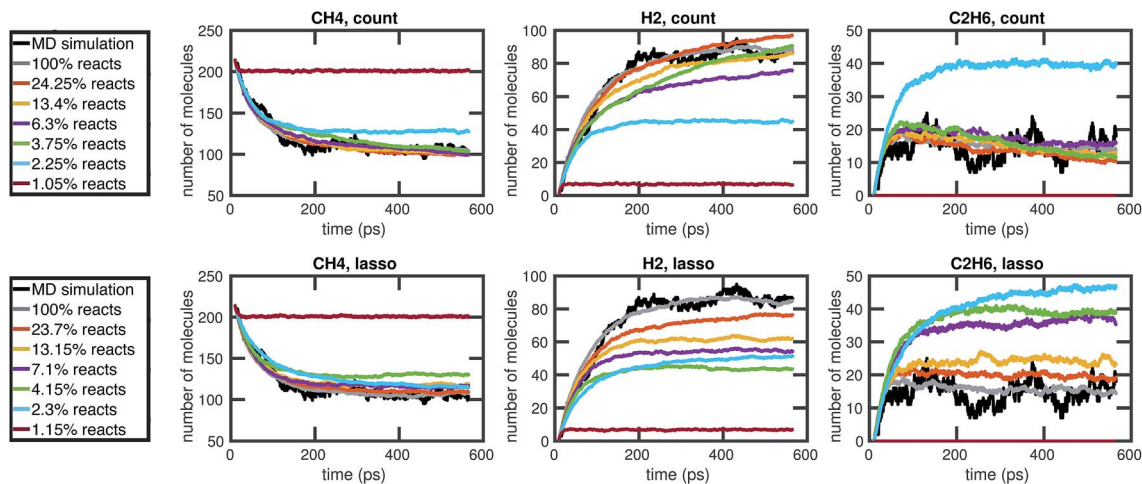 MD simulation
100% reacts
24.25% reacts
13.4% reacts
6.3% reacts
3.75% reacts
2.25% reacts
1.05% reacts
CH4, count
number of molecules
250
200
150
100
50
0 200 400 600
time (ps)
H2, count
number of molecules
100
80
60
40
20
0
0 200 400 600
time (ps)
C2H6, count
number of molecules
50
40
30
20
10
0
0 200 400 600
time (ps)
MD simulation
100% reacts
23.7% reacts
13.15% reacts
7.1% reacts
4.15% reacts
2.3% reacts
1.15% reacts
CH4, lasso
number of molecules
250
200
150
100
50
0 200 400 600
time (ps)
H2, lasso
number of molecules
100
80
60
40
20
0
0 200 400 600
time (ps)
C2H6, lasso
number of molecules
50
40
30
20
10
0
0 200 400 600
time (ps)